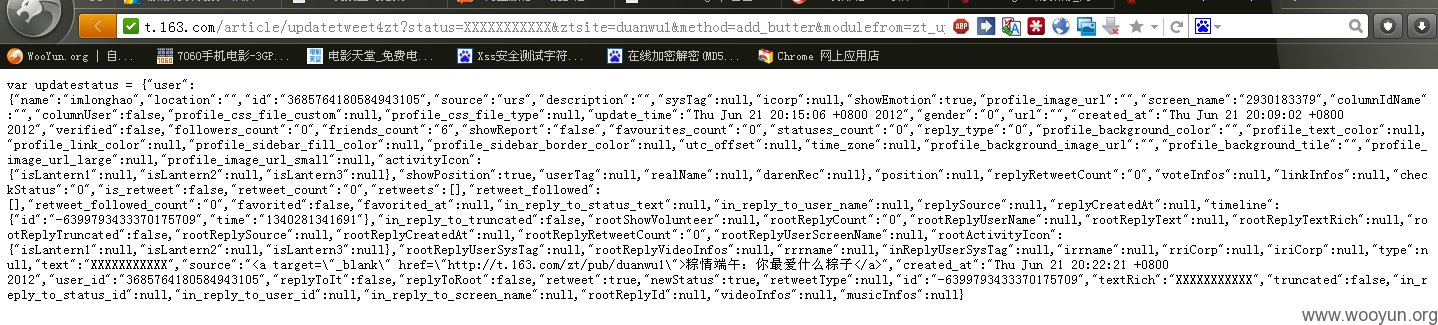 t.163.com/article/updatetweet4zt?status=XXXXXXXXXXX&ztsite=duanwu1&method=add_butter&modulefrom=zt_u
WooYun.org | 自... 7060手机电影-3GP... 电影天堂_免费电... Xss安全测试字符... 在线加密解密(MD5... Chrome 网上应用店
var updatestatus = {"user":
{"name":"imlonghao","location":"","id":"3685764180584943105","source":"urs","description":"","sysTag":null,"icorp":null,"showEmotion":true,"profile_image_url":"","screen_name":"2930183379","columnIdName"
:"","columnUser":false,"profile_css_file_custom":null,"profile_css_file_type":null,"update_time":"Thu Jun 21 20:15:06 +0800 2012","gender":"0","url":"","created_at":"Thu Jun 21 20:09:02 +0800
2012","verified":false,"followers_count":"0","friends_count":"6","showReport":"false","favourites_count":"0","statuses_count":"0","reply_type":"0","profile_background_color":"","profile_text_color":null,
"profile_link_color":null,"profile_sidebar_fill_color":null,"profile_sidebar_border_color":null,"utc_offset":null,"time_zone":null,"profile_background_image_url":"","profile_background_tile":"","profile_
image_url_large":null,"profile_image_url_small":null,"activityIcon":
{"isLantern1":null,"isLantern2":null,"isLantern3":null},"showPosition":true,"userTag":null,"realName":null,"darenRec":null},"position":null,"replyRetweetCount":"0","voteInfos":null,"linkInfos":null,"chec
kStatus":"0","is_retweet":false,"retweet_count":"0","retweets":[],"retweet_followed":
[],"retweet_followed_count":"0","favorited":false,"favorited_at":null,"in_reply_to_status_text":null,"in_reply_to_user_name":null,"replySource":null,"replyCreatedAt":null,"timeline":
{"id":"-6399793433370175709","time":"1340281341691"},"in_reply_to_truncated":false,"rootShowVolunteer":null,"rootReplyCount":"0","rootReplyUserName":null,"rootReplyText":null,"rootReplyTextRich":null,"ro
otReplyTruncated":false,"rootReplySource":null,"rootReplyCreatedAt":null,"rootReplyRetweetCount":"0","rootReplyUserScreenName":null,"rootActivityIcon":
{"isLantern1":null,"isLantern2":null,"isLantern3":null},"rootReplyUserSysTag":null,"rootReplyVideoInfos":null,"rrrname":null,"inReplyUserSysTag":null,"irrname":null,"rriCorp":null,"iriCorp":null,"type":n
ull,"text":"XXXXXXXXXXX","source":"<a target=\"_blank\" href=\"http://t.163.com/zt/pub/duanwu1\">粽情端午：你最爱什么粽子</a>","created_at":"Thu Jun 21 20:22:21 +0800
2012","user_id":"3685764180584943105","replyToIt":false,"replyToRoot":false,"retweet":true,"newStatus":true,"retweetType":null,"id":"-6399793433370175709","textRich":"XXXXXXXXXXX","truncated":false,"in_r
eply_to_status_id":null,"in_reply_to_user_id":null,"in_reply_to_screen_name":null,"rootReplyId":null,"videoInfos":null,"musicInfos":null}
www.wooyun.org